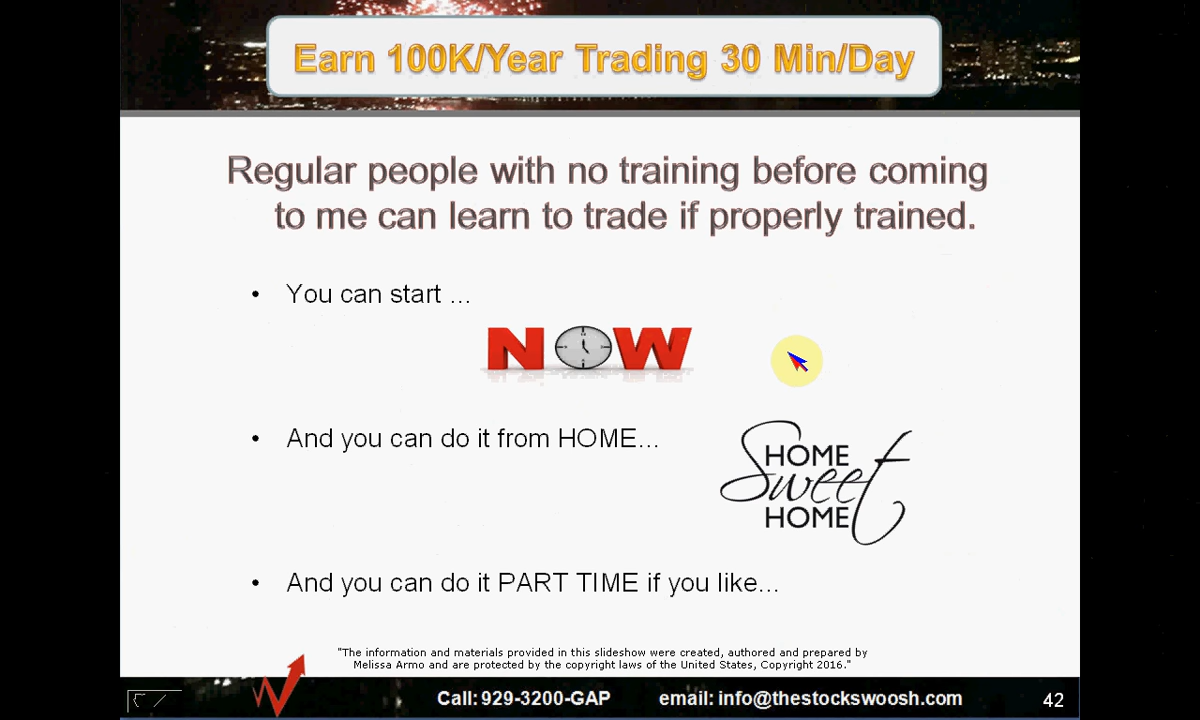 Earn 100K/Year Trading 30 Min/Day
Regular people with no training before coming
to me can learn to trade if properly trained.
• You can start ...
NOW
• And you can do it from HOME...
HOME
Sweet
HOME
• And you can do it PART TIME if you like...
"The information and materials provided in this slideshow were created, authored and prepared by
Melissa Armo and are protected by the copyright laws of the United States, Copyright 2016."
Call: 929-3200-GAP email: info@thestockswoosh.com 42